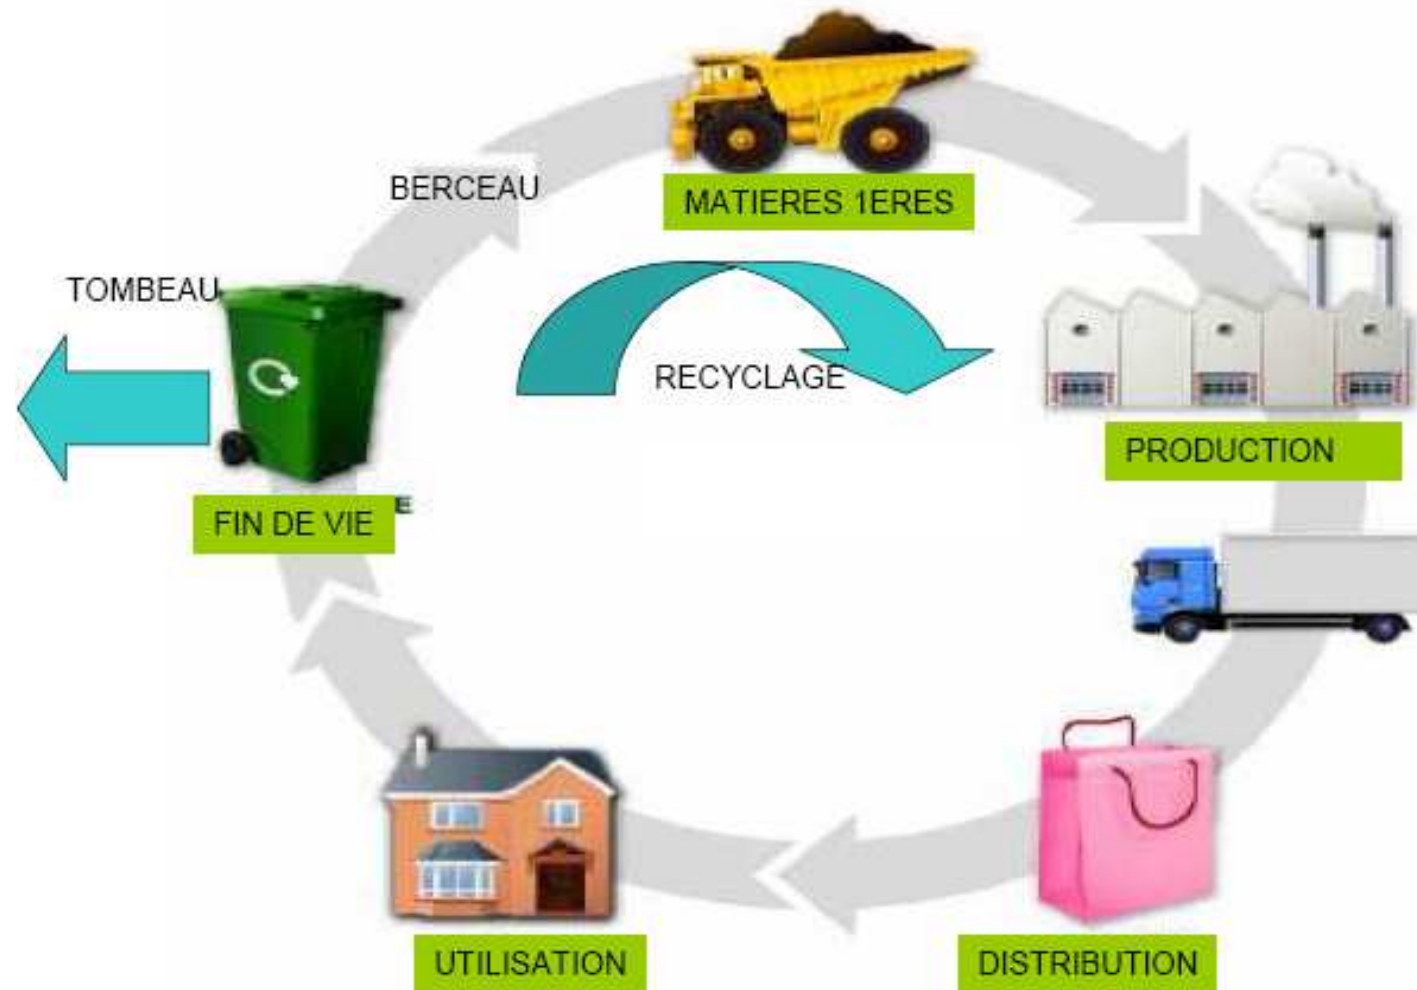 BERCEAU
MATIERES 1ERES
TOMBEAU
RECYCLAGE
PRODUCTION
E
FIN DE VIE
UTILISATION
DISTRIBUTION